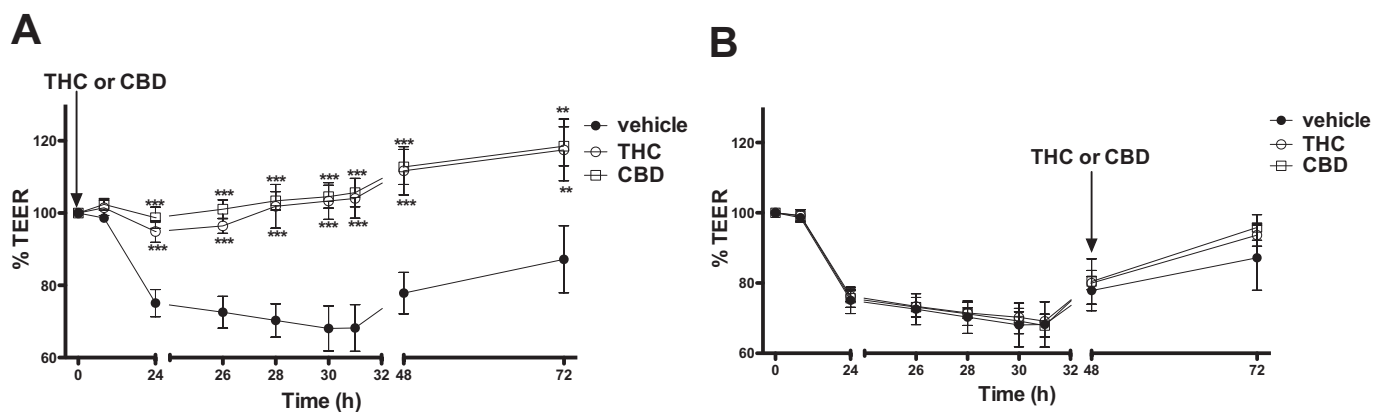 A
THC or CBD
120
100
80
60
% TEER
*** *** *** *** *** *** **
*** *** *** *** *** *** **
0 24 26 28 30 32 48 72
Time (h)
vehicle
THC
CBD
B
THC or CBD
120
100
80
60
% TEER
0 24 26 28 30 32 48 72
Time (h)
vehicle
THC
CBD